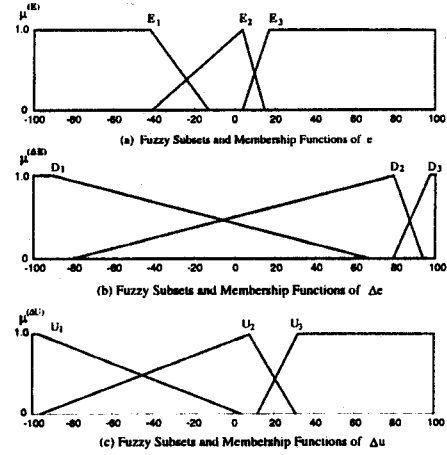 μ(E)
E1 E2 E3
1.0
0
-100 -80 -60 -40 -20 0 20 40 60 80 100
(a) Fuzzy Subsets and Membership Functions of e
μ(ΔE)
1.0 D1 D2 D3
0
-100 -80 -60 -40 -20 0 20 40 60 80 100
(b) Fuzzy Subsets and Membership Functions of Δe
μ(ΔU)
1.0 U1 U2 U3
0
-100 -80 -60 -40 -20 0 20 40 60 80 100
(c) Fuzzy Subsets and Membership Functions of Δu